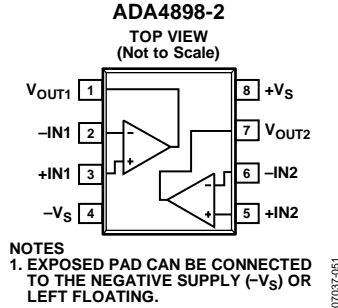 ADA4898-2
TOP VIEW
(Not to Scale)
VOUT1 1
8 +VS
–IN1 2
7 VOUT2
+IN1 3
6 –IN2
–VS 4
5 +IN2
– +
– +
NOTES
1. EXPOSED PAD CAN BE CONNECTED
TO THE NEGATIVE SUPPLY (–VS) OR
LEFT FLOATING.
07037-051